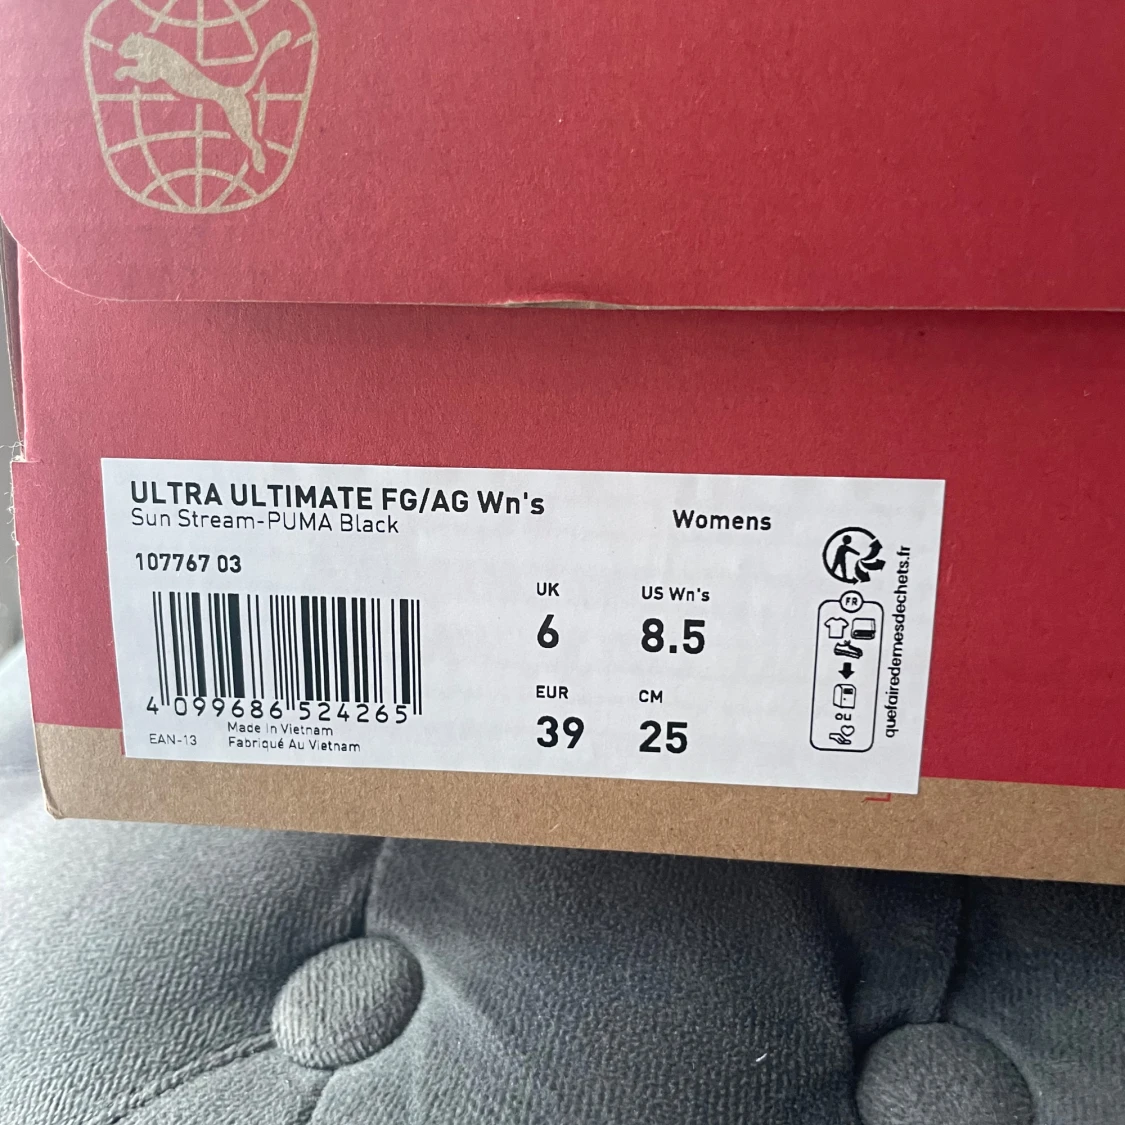 ULTRA ULTIMATE FG/AG Wn's
Sun Stream-PUMA Black
Womens
107767 03
UK
6
US Wn's
8.5
EUR
39
CM
25
4 099686 524265
EAN-13
Made In Vietnam
Fabriqué Au Vietnam
FR
OU
quefairedemesdechets.fr